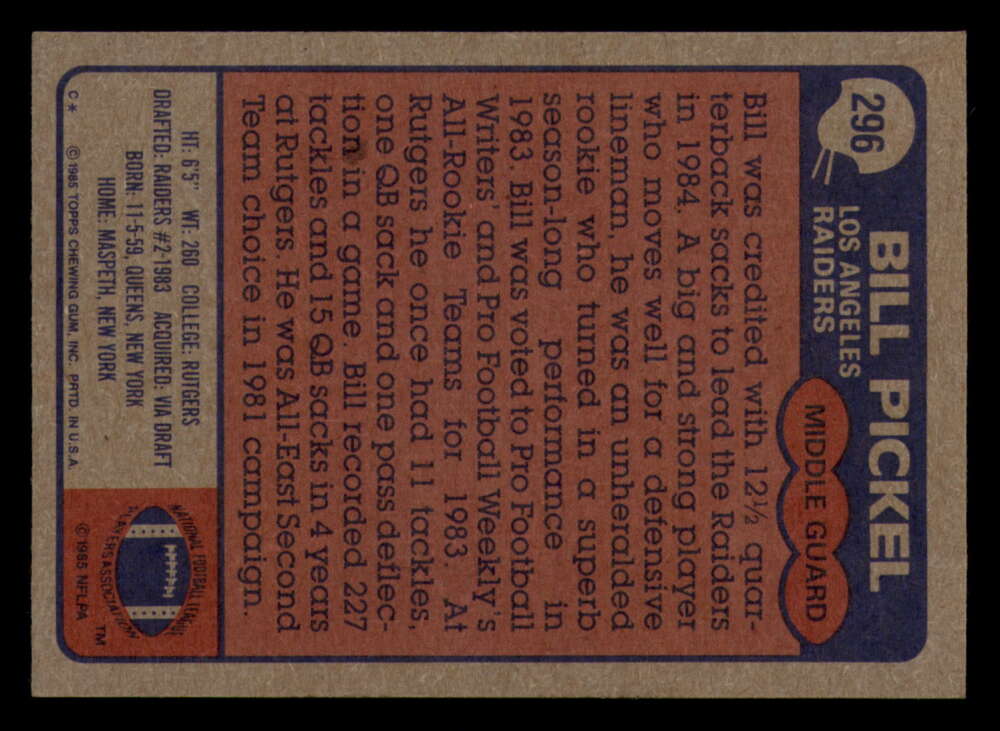 296
BILL PICKEL
LOS ANGELES
RAIDERS
MIDDLE GUARD
Bill was credited with 12½ quar-
terback sacks to lead the Raiders
in 1984. A big and strong player
who moves well for a defensive
lineman, he was an unheralded
rookie who turned in a superb
season-long performance in
1983. Bill was voted to Pro Football
Writers' and Pro Football Weekly's
All-Rookie Teams for 1983. At
Rutgers he once had 11 tackles,
one QB sack and one pass deflec-
tion in a game. Bill recorded 227
tackles and 15 QB sacks in 4 years
at Rutgers. He was All-East Second
Team choice in 1981 campaign.
HT: 6'5" WT: 260 COLLEGE: RUTGERS
DRAFTED: RAIDERS #2-1983 ACQUIRED: VIA DRAFT
BORN: 11-5-59, QUEENS, NEW YORK
HOME: MASPETH, NEW YORK
C* © 1985 TOPPS CHEWING GUM, INC. PRTD. IN U.S.A.
NATIONAL FOOTBALL LEAGUE
PLAYERS ASSOCIATION
TM
© 1985 NFLPA